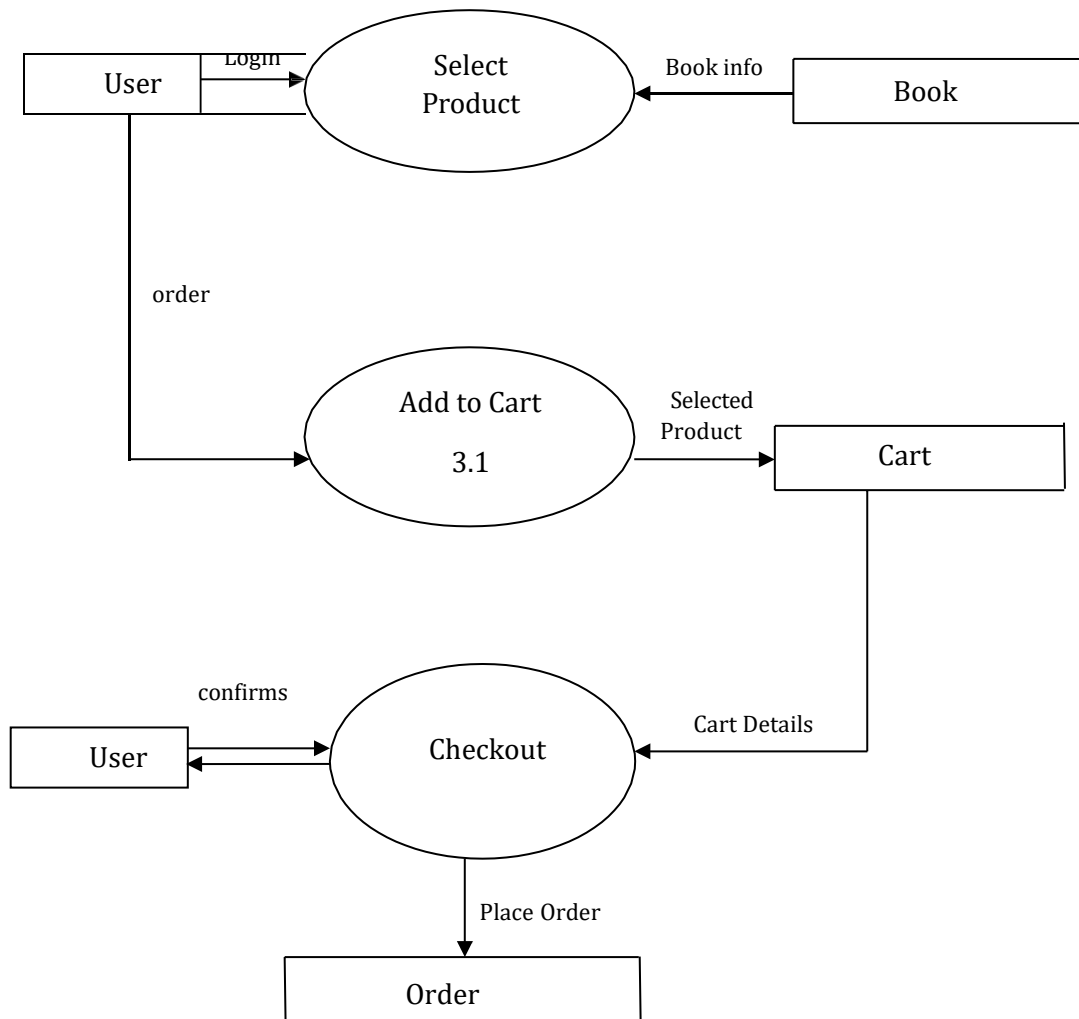 Login
User
Select
Product
Book info
Book
order
Add to Cart
3.1
Selected
Product
Cart
confirms
User
Checkout
Cart Details
Place Order
Order